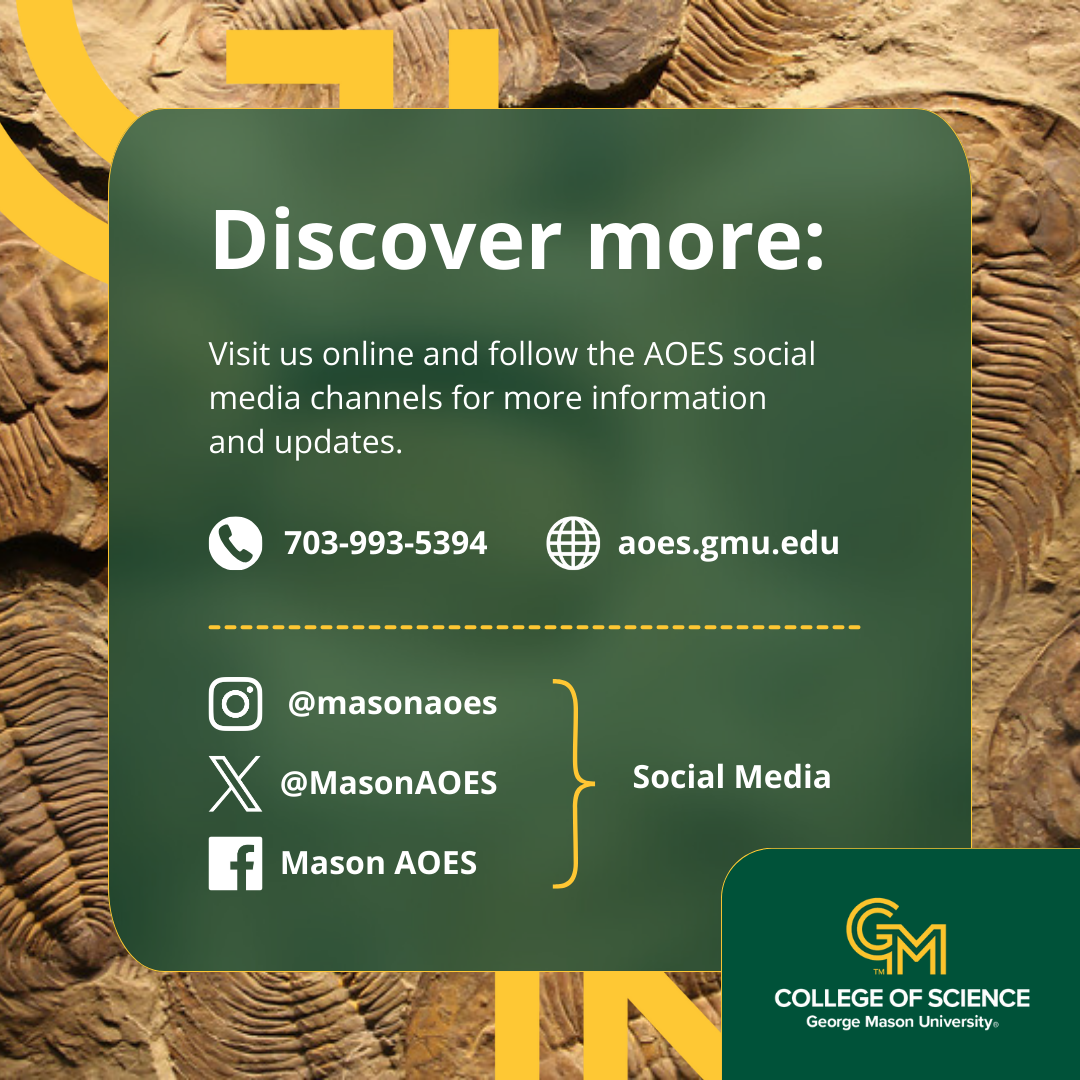 Discover more:
Visit us online and follow the AOES social
media channels for more information
and updates.
703-993-5394
aoes.gmu.edu
@masonaoes
@MasonAOES
Mason AOES
Social Media
GM
TM
COLLEGE OF SCIENCE
George Mason University®